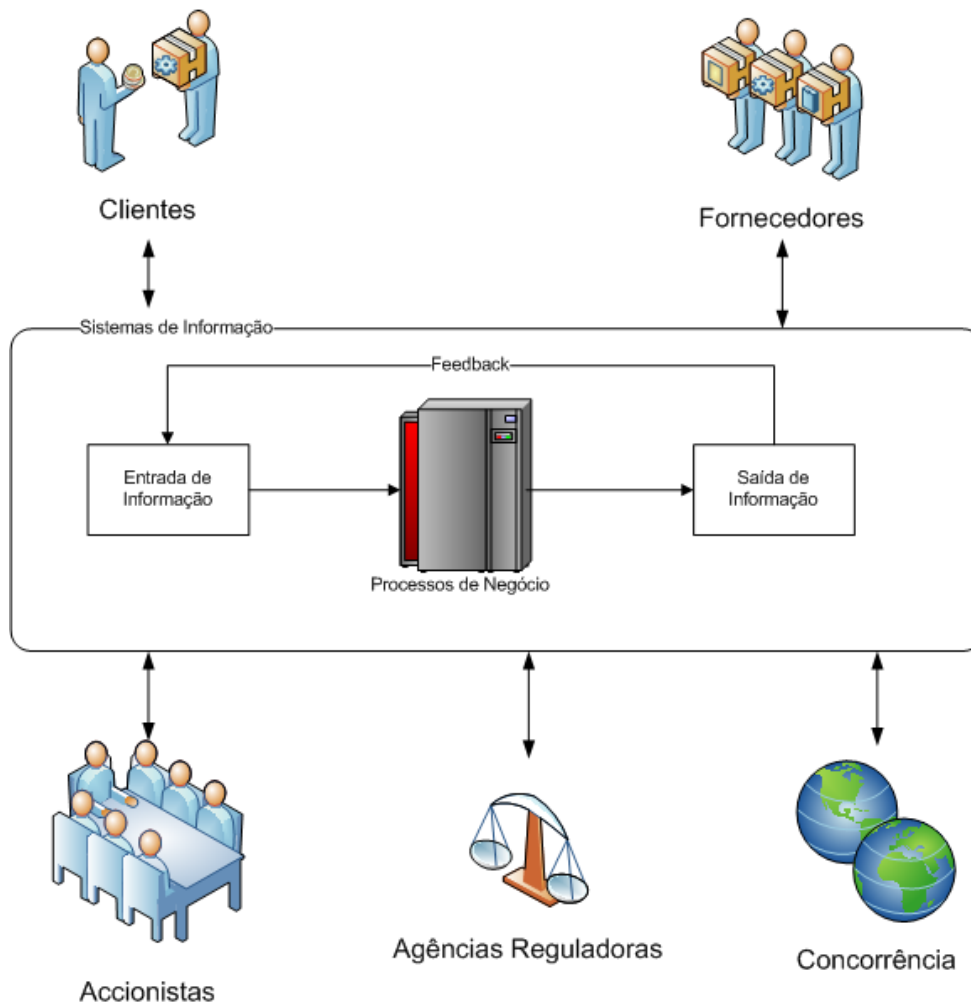 Clientes
Fornecedores
Sistemas de Informação
Feedback
Entrada de
Informação
Saída de
Informação
Processos de Negócio
Accionistas
Agências Reguladoras
Concorrência